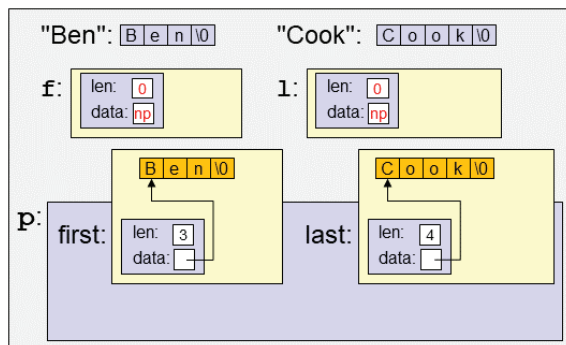 "Ben": B e n \0 "Cook": C o o k \0
f: len: 0 l: len: 0
data: np data: np
B e n \0 C o o k \0
p: first: len: 3 last: len: 4
data: data: